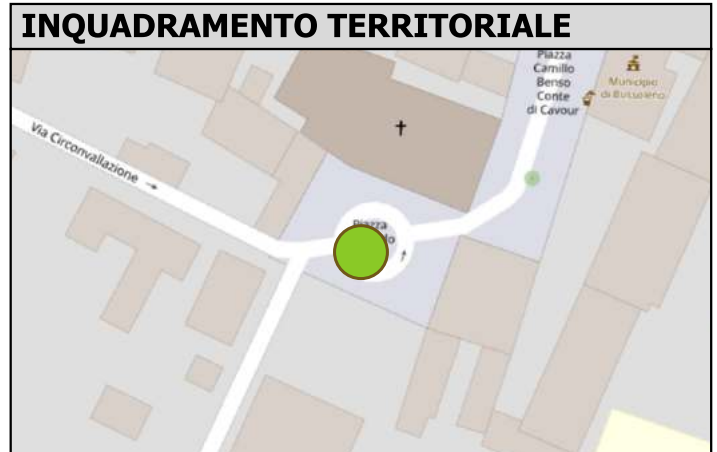 INQUADRAMENTO TERRITORIALE
Piazza
Camillo
Benso
Conte
di Cavour
Municipio
di Bussoleno
Via Circonvallazione →
Piazza